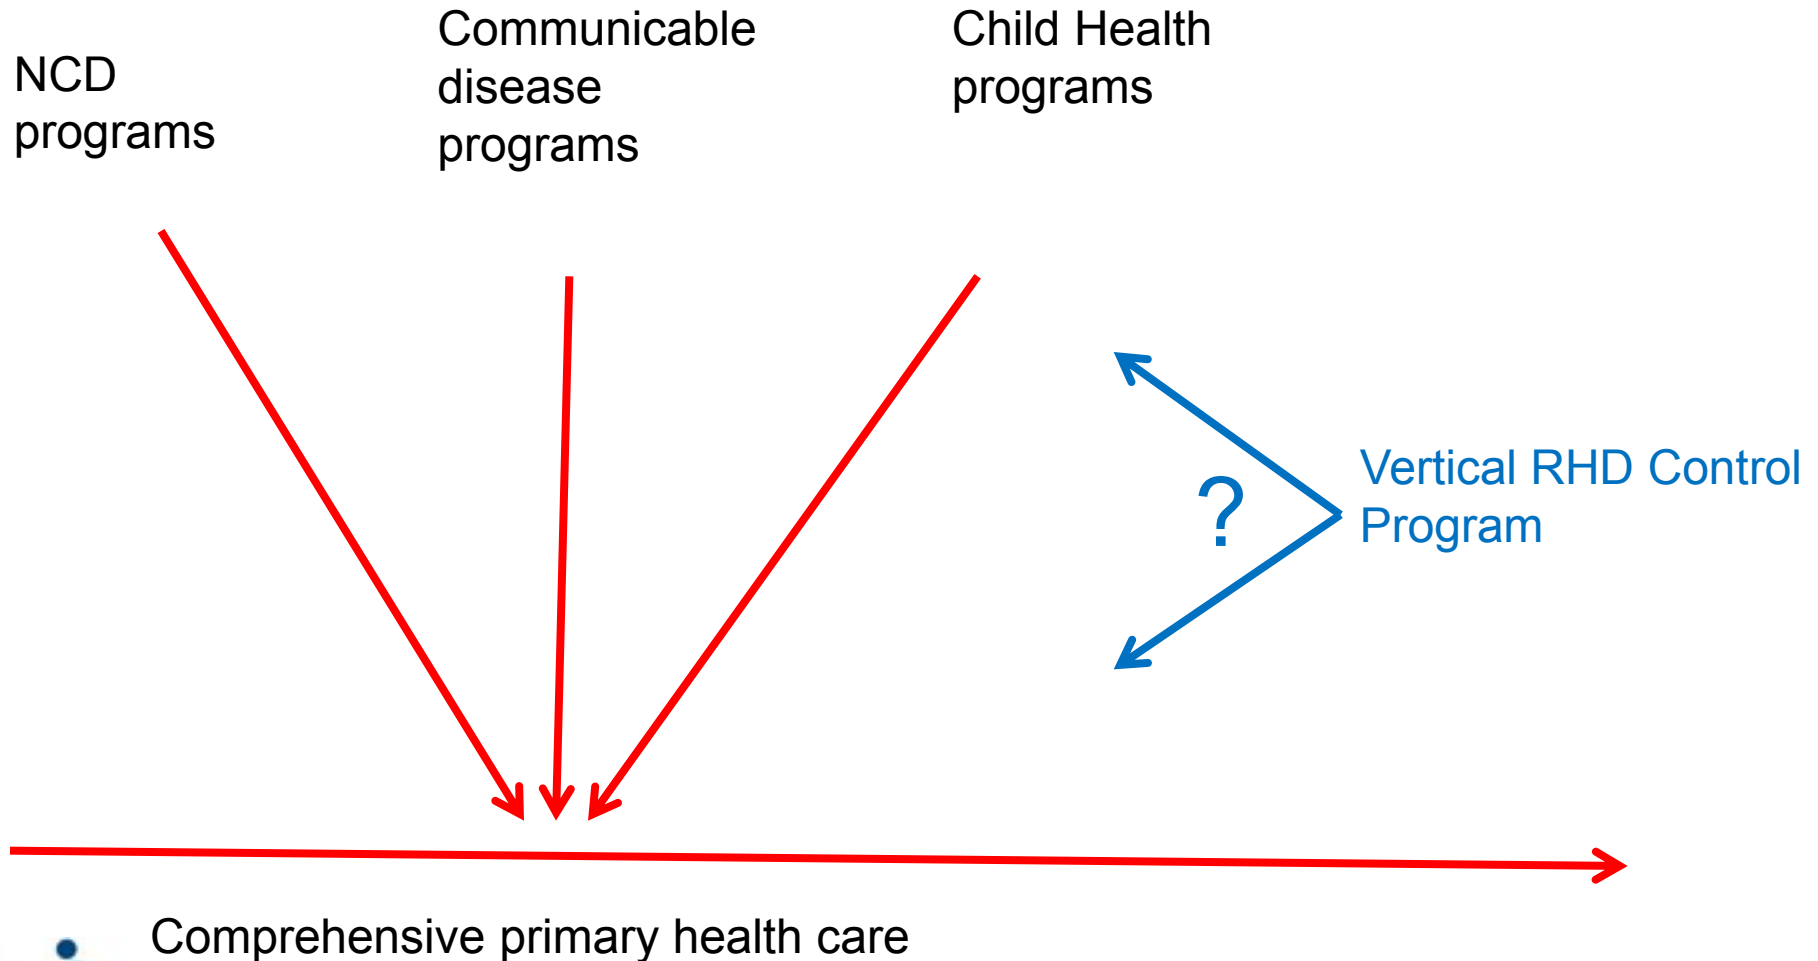 NCD
programs
Communicable
disease
programs
Child Health
programs
?
Vertical RHD Control
Program
Comprehensive primary health care